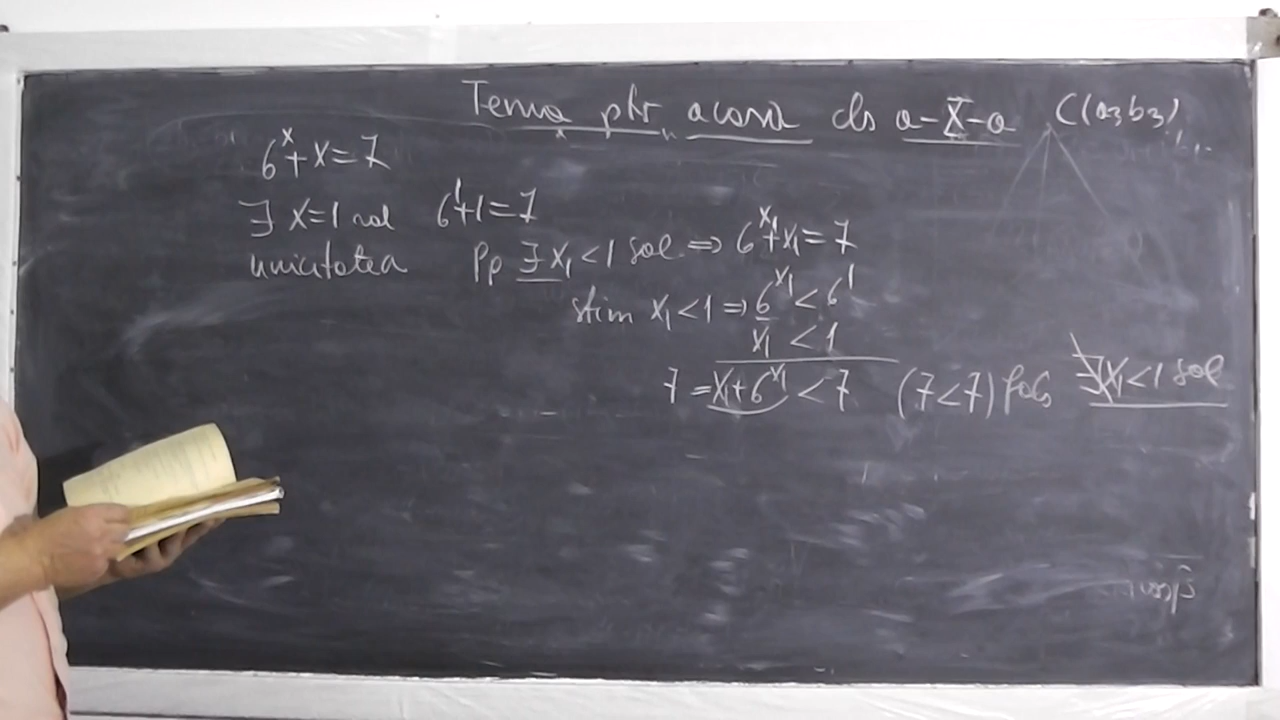 Tema ptr acasa cls a-X-a
C(a3b3)
6^x+x=7
∃ x=1 sol 6^1+1=7
unicitatea Pp ∃ x₁<1 sol ⇒ 6^x₁+x₁=7
stim x₁<1 ⇒ 6^x₁<6^1
x₁ < 1
7=x₁+6^x₁<7 (7<7) fals ∄x₁<1 sol